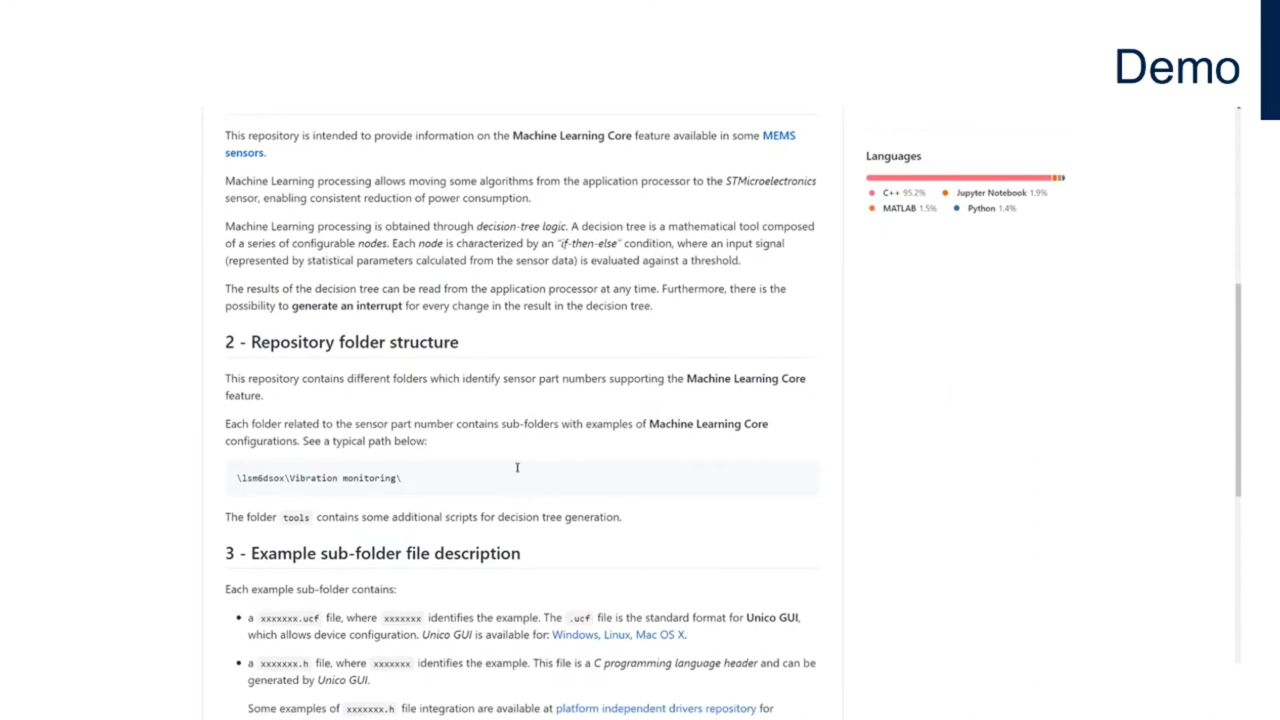 Demo
This repository is intended to provide information on the Machine Learning Core feature available in some MEMS
sensors.
Machine Learning processing allows moving some algorithms from the application processor to the STMicroelectronics
sensor, enabling consistent reduction of power consumption.
Machine Learning processing is obtained through decision-tree logic. A decision tree is a mathematical tool composed
of a series of configurable nodes. Each node is characterized by an "if-then-else" condition, where an input signal
(represented by statistical parameters calculated from the sensor data) is evaluated against a threshold.
The results of the decision tree can be read from the application processor at any time. Furthermore, there is the
possibility to generate an interrupt for every change in the result in the decision tree.
2 - Repository folder structure
This repository contains different folders which identify sensor part numbers supporting the Machine Learning Core
feature.
Each folder related to the sensor part number contains sub-folders with examples of Machine Learning Core
configurations. See a typical path below:
\lsm6dsox\Vibration monitoring\
The folder tools contains some additional scripts for decision tree generation.
3 - Example sub-folder file description
Each example sub-folder contains:
• a xxxxxxx.ucf file, where xxxxxxx identifies the example. The .ucf file is the standard format for Unico GUI,
which allows device configuration. Unico GUI is available for: Windows, Linux, Mac OS X.
• a xxxxxxx.h file, where xxxxxxx identifies the example. This file is a C programming language header and can be
generated by Unico GUI.
Some examples of xxxxxxx.h file integration are available at platform independent drivers repository for
Languages
C++ 95.2% Jupyter Notebook 1.9%
MATLAB 1.5% Python 1.4%